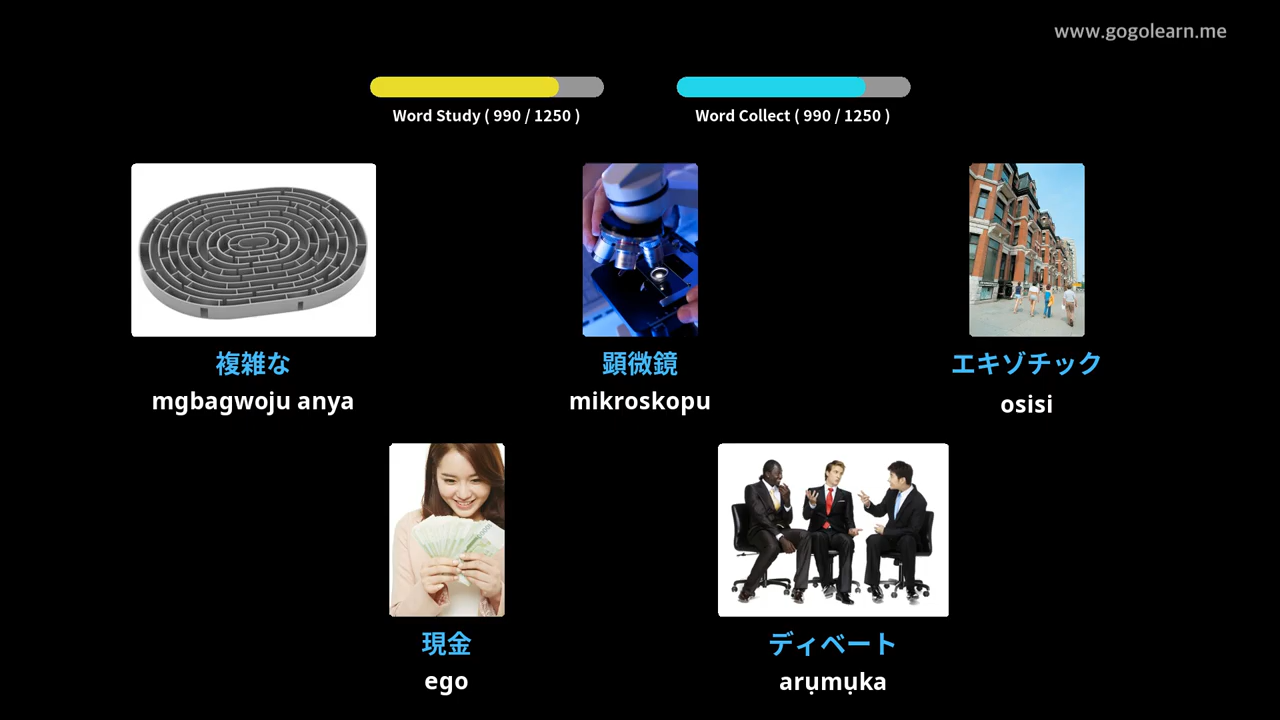 www.gogolearn.me
Word Study ( 990 / 1250 )
Word Collect ( 990 / 1250 )
複雑な
mgbagwoju anya
顕微鏡
mikroskopu
エキゾチック
osisi
現金
ego
ディベート
arụmụka